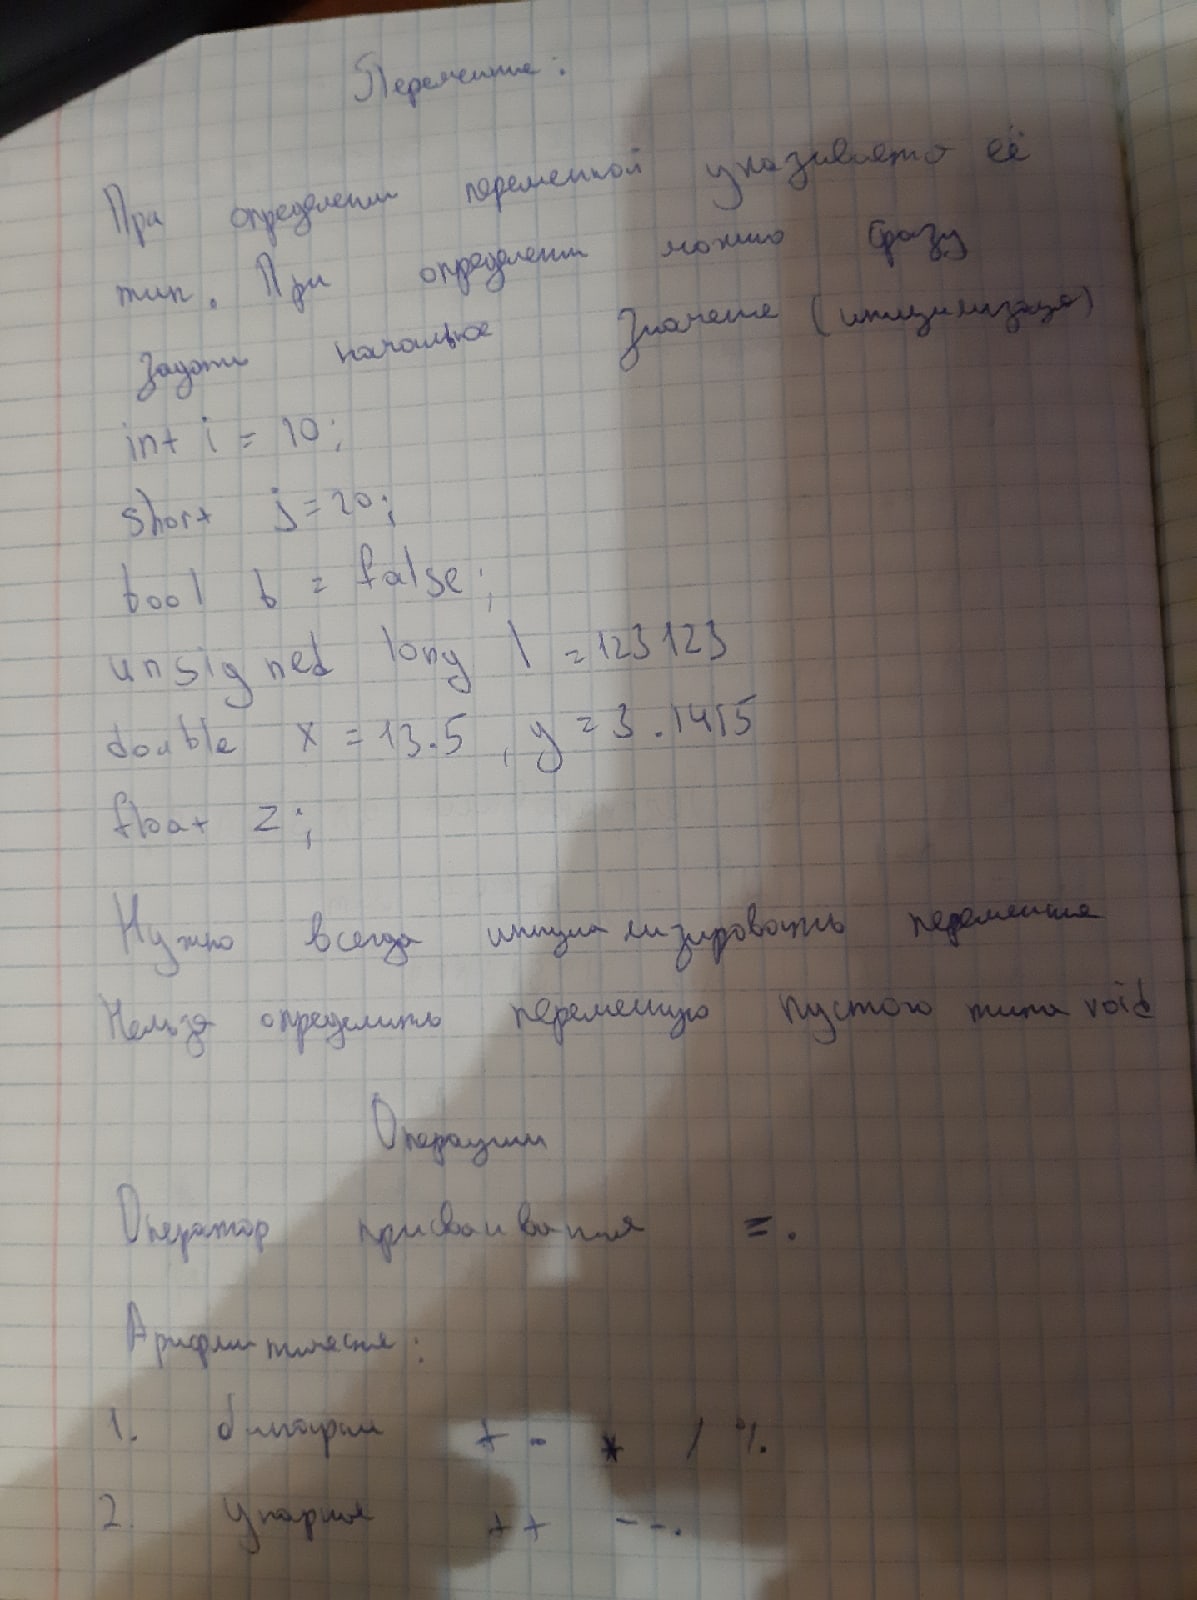 Переменные:
При определении переменной указывается её
тип. При определении можно сразу
Задать начальное значение (инициализация)
int i = 10;
short j = 20;
bool b = false;
unsigned long l = 123123
double x = 13.5 , y = 3.1415
float z;
Нужно всегда инициализировать переменные
Нельзя определить переменную пустого типа void
Операции
Оператор присваивания =.
Арифметические:
1. бинарные + - * / %.
2. Унарные ++ --.